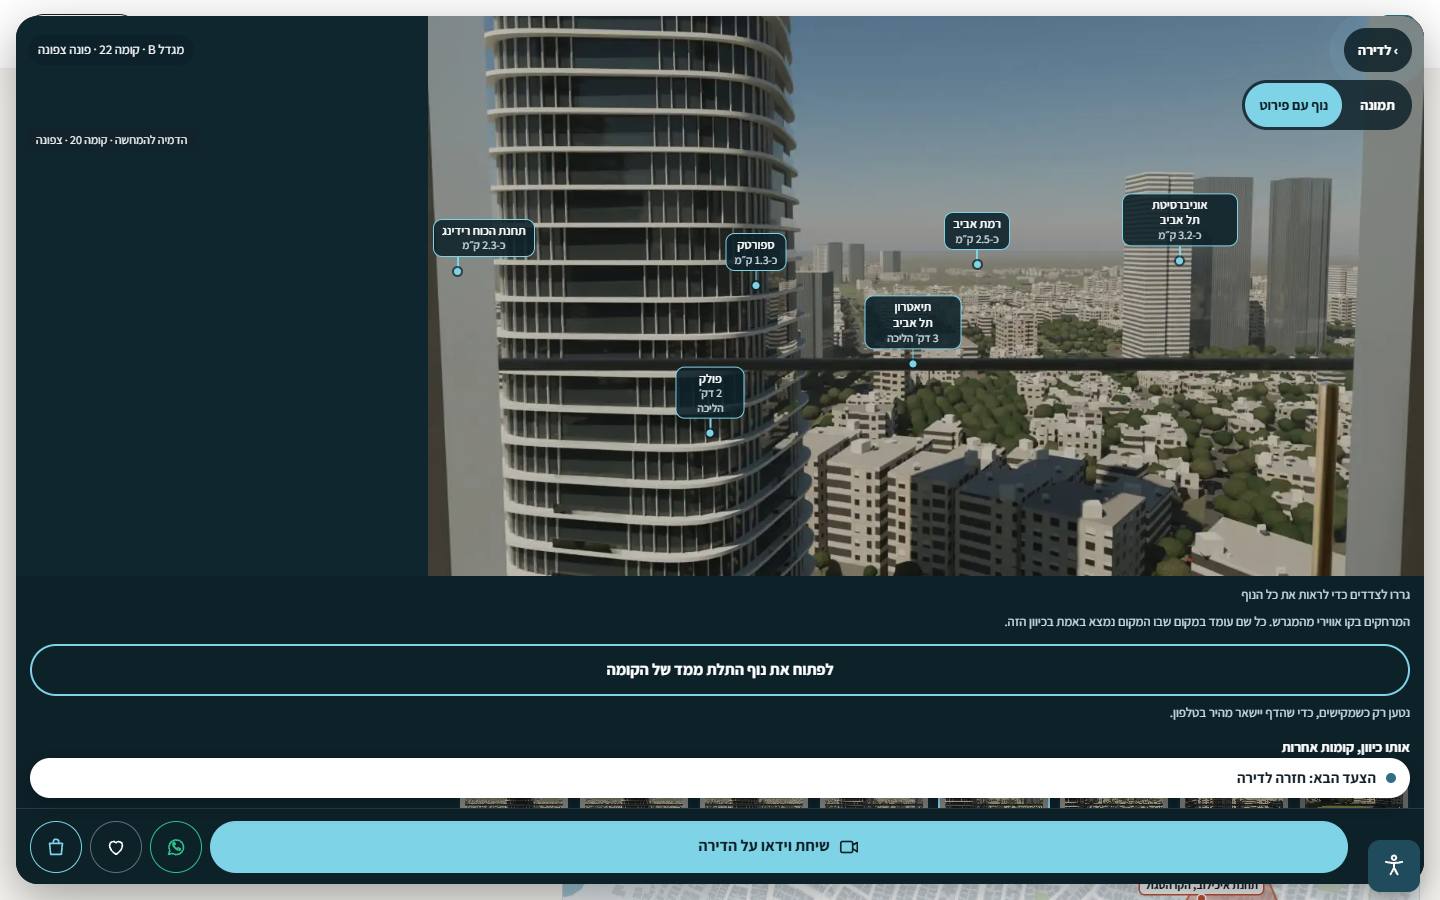 ‹ לדירה
מגדל B · קומה 22 · פונה צפונה
תמונה
נוף עם פירוט
הדמיה להמחשה · קומה 20 · צפונה
אוניברסיטת
תל אביב
כ-3.2 ק״מ
רמת אביב
כ-2.5 ק״מ
תחנת הכוח רידינג
כ-2.3 ק״מ
ספורטק
כ-1.3 ק״מ
תיאטרון
תל אביב
3 דק׳ הליכה
פולק
2 דק׳
הליכה
גררו לצדדים כדי לראות את כל הנוף
המרחקים בקו אווירי מהמגרש. כל שם עומד במקום שבו המקום נמצא באמת בכיוון הזה.
לפתוח את נוף התלת ממד של הקומה
נטען רק כשמקישים, כדי שהדף יישאר מהיר בטלפון.
אותו כיוון, קומות אחרות
הצעד הבא: חזרה לדירה
שיחת וידאו על הדירה
תחנת איכילוב, הקו הסגול